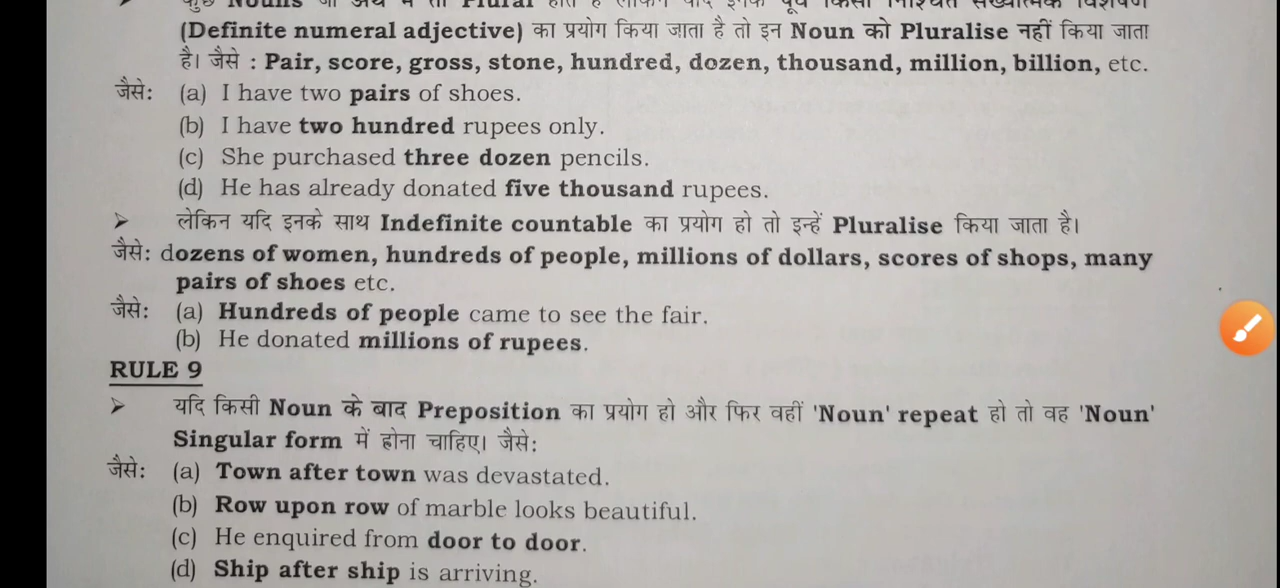 (Definite numeral adjective) का प्रयोग किया जाता है तो इन Noun को Pluralise नहीं किया जाता
है। जैसे : Pair, score, gross, stone, hundred, dozen, thousand, million, billion, etc.
जैसे: (a) I have two pairs of shoes.
(b) I have two hundred rupees only.
(c) She purchased three dozen pencils.
(d) He has already donated five thousand rupees.
➤ लेकिन यदि इनके साथ Indefinite countable का प्रयोग हो तो इन्हें Pluralise किया जाता है।
जैसे: dozens of women, hundreds of people, millions of dollars, scores of shops, many
pairs of shoes etc.
जैसे: (a) Hundreds of people came to see the fair.
(b) He donated millions of rupees.
RULE 9
➤ यदि किसी Noun के बाद Preposition का प्रयोग हो और फिर वहीं 'Noun' repeat हो तो वह 'Noun'
Singular form में होना चाहिए। जैसे:
जैसे: (a) Town after town was devastated.
(b) Row upon row of marble looks beautiful.
(c) He enquired from door to door.
(d) Ship after ship is arriving.